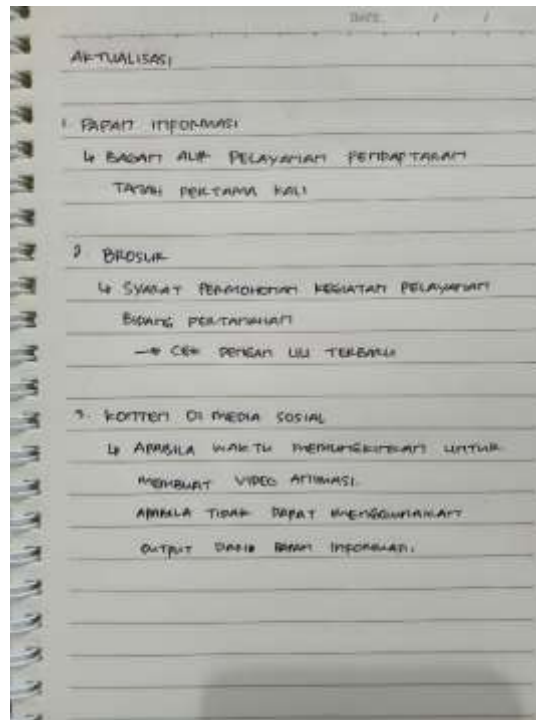 DATE / /
AKTUALISASI
1. PAPAN INFORMASI
↳ BAGAN ALUR PELAYANAN PENDAFTARAN
TANAH PERTAMA KALI
2. BROSUR
↳ SYARAT PERMOHONAN KEGIATAN PELAYANAN
BIDANG PERTANAHAN
→ CEK DENGAN UU TERBARU
3. KONTEN DI MEDIA SOSIAL
↳ APABILA WAKTU MEMUNGKINKAN UNTUK
MEMBUAT VIDEO ANIMASI.
APABILA TIDAK DAPAT MENGGUNAKAN
OUTPUT DARI PAPAN INFORMASI.